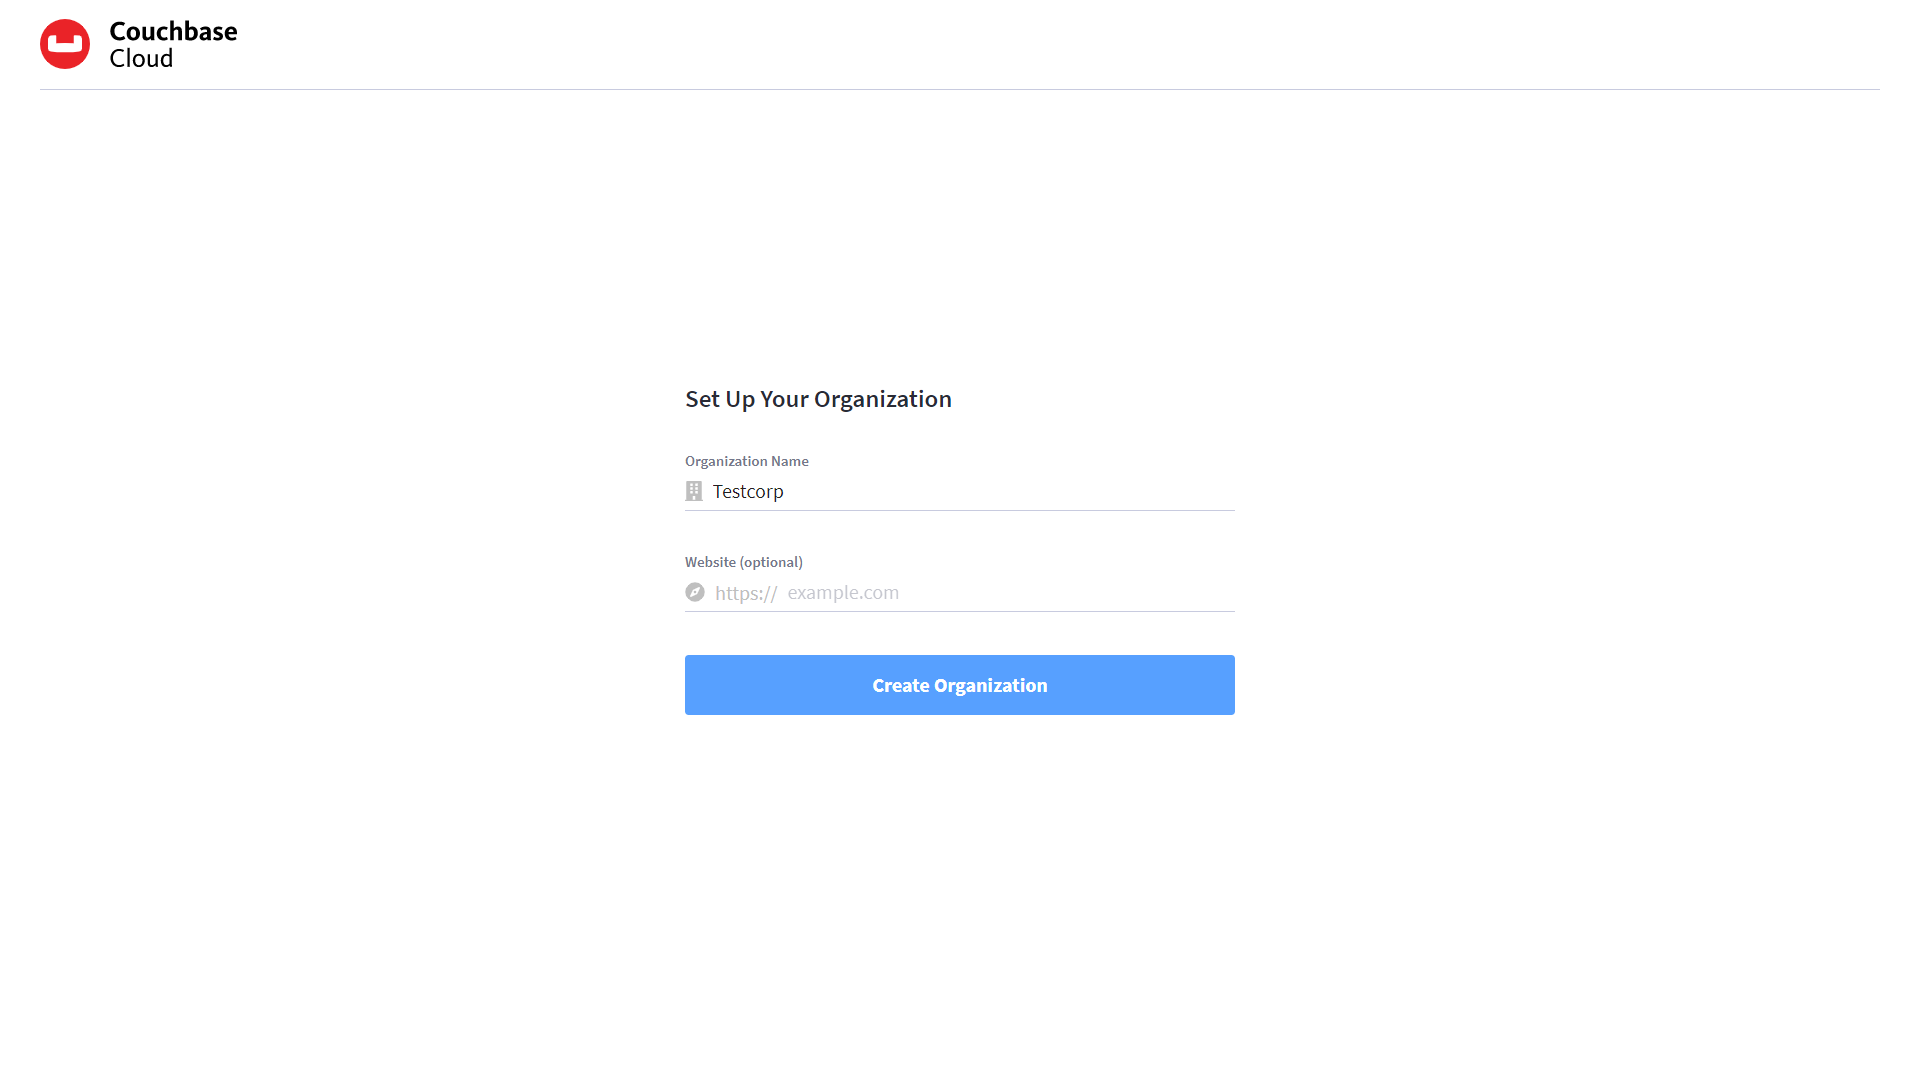 Couchbase
Cloud
Set Up Your Organization
Organization Name
Testcorp
Website (optional)
https:// example.com
Create Organization